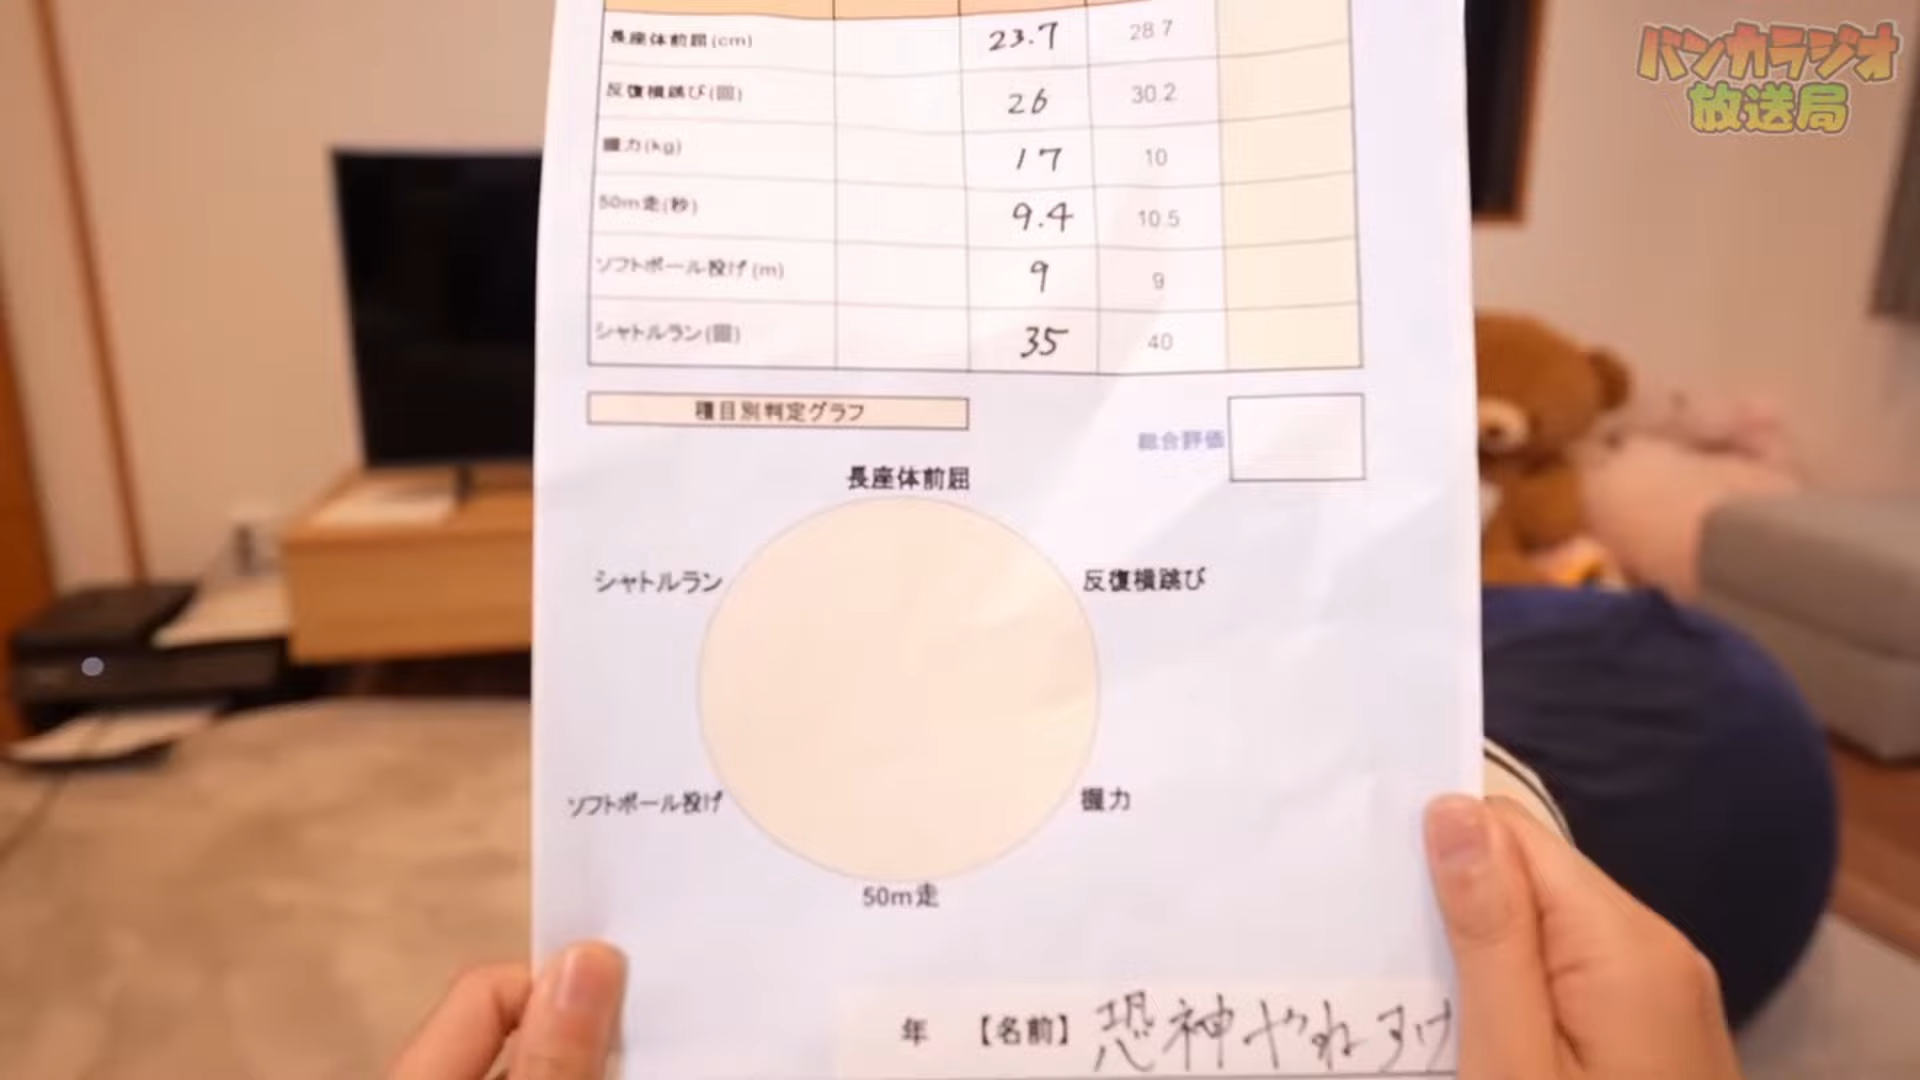 バンカラジオ
放送局
長座体前屈(cm) 23.7 28.7
反復横跳び(回) 26 30.2
握力(kg) 17 10
50m走(秒) 9.4 10.5
ソフトボール投げ(m) 9 9
シャトルラン(回) 35 40
種目別判定グラフ
総合評価
長座体前屈
シャトルラン
反復横跳び
ソフトボール投げ
握力
50m走
年 【名前】 恐神やねすけ